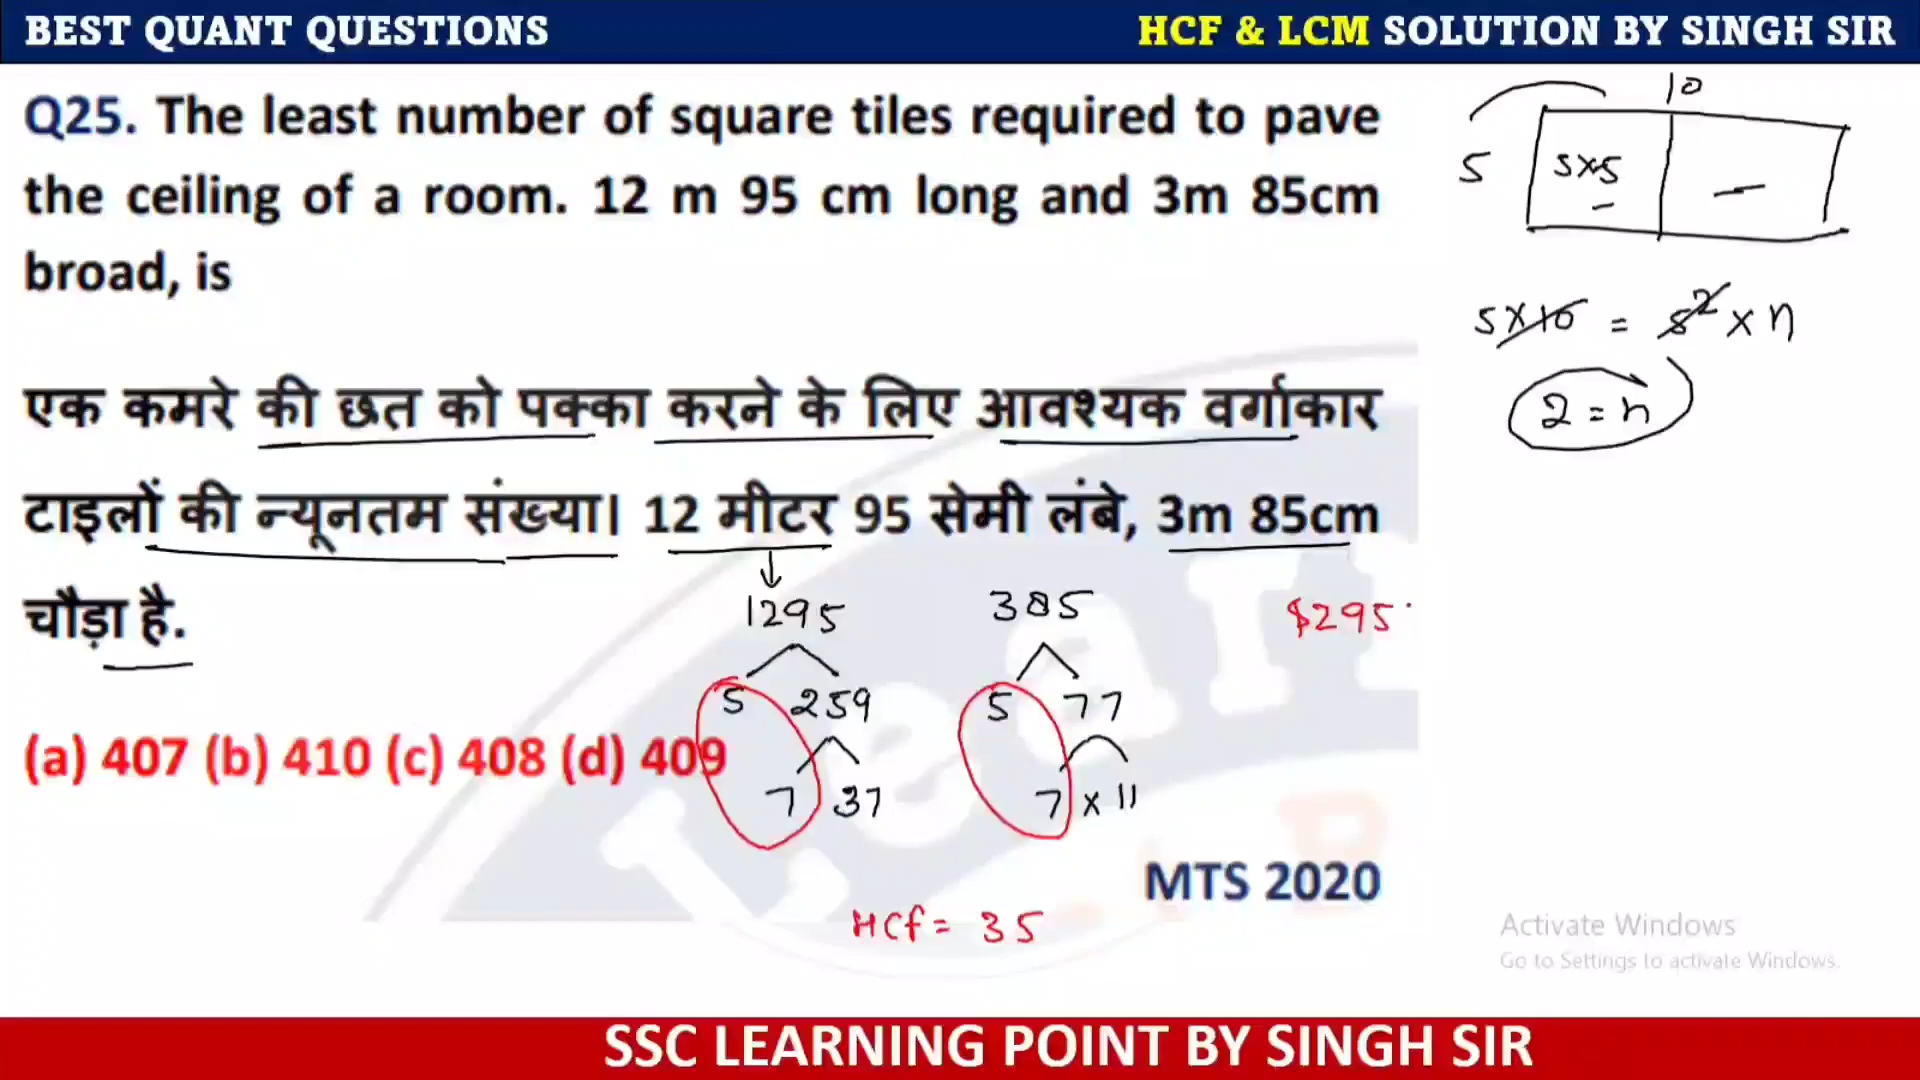 BEST QUANT QUESTIONS
HCF & LCM SOLUTION BY SINGH SIR
Q25. The least number of square tiles required to pave
the ceiling of a room. 12 m 95 cm long and 3m 85cm
broad, is
एक कमरे की छत को पक्का करने के लिए आवश्यक वर्गाकार
टाइलों की न्यूनतम संख्या। 12 मीटर 95 सेमी लंबे, 3m 85cm
चौड़ा है.
(a) 407 (b) 410 (c) 408 (d) 409
10
5 5×5
5×10 = 5² × n
2 = n
1295 385 $295
5 259 5 77
7 37 7 × 11
MTS 2020
HCf = 35
Learn
Activate Windows
Go to Settings to activate Windows.
SSC LEARNING POINT BY SINGH SIR